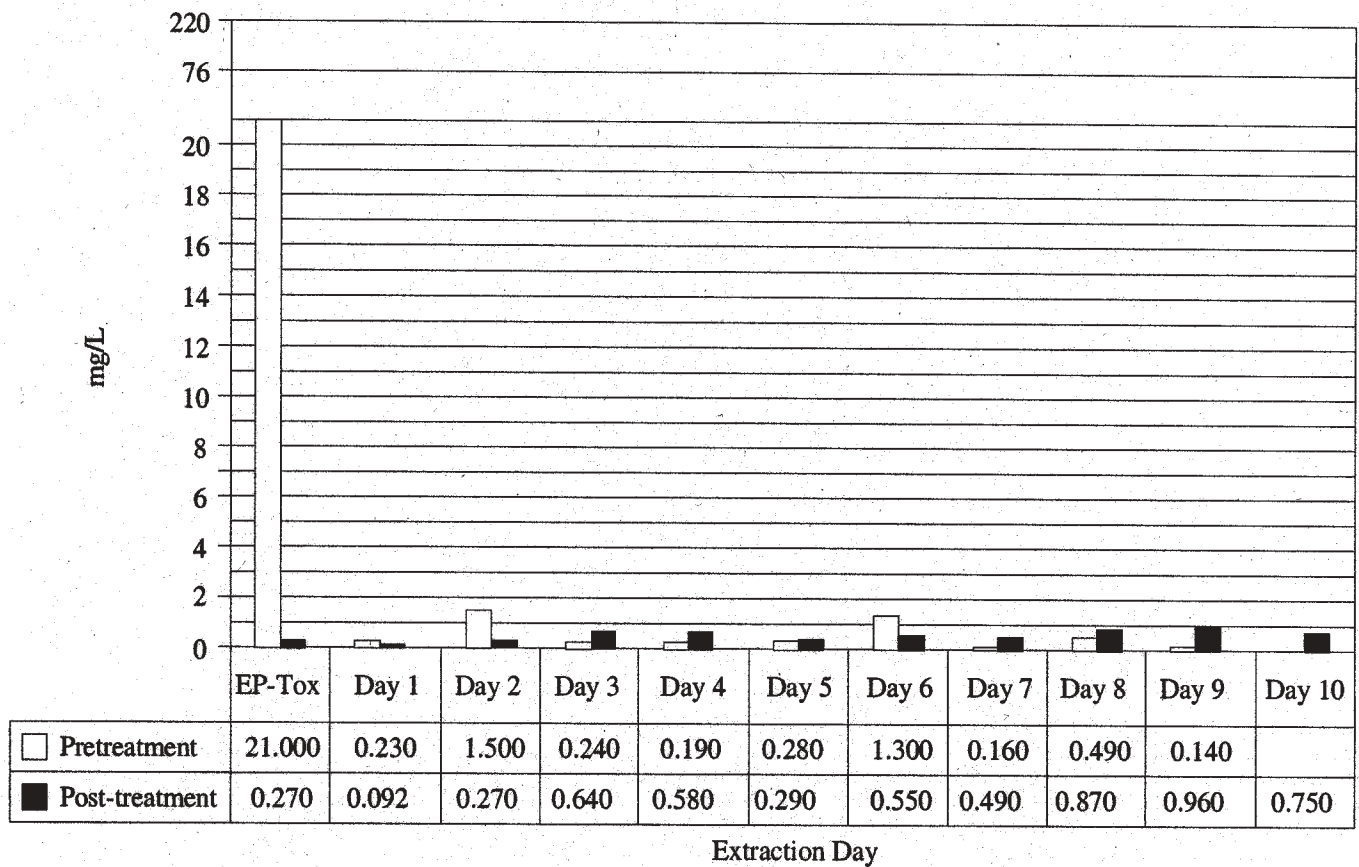 220
76
20
18
16
14
12
10
8
6
4
2
0
mg/L
EP-Tox Day 1 Day 2 Day 3 Day 4 Day 5 Day 6 Day 7 Day 8 Day 9 Day 10
Pretreatment 21.000 0.230 1.500 0.240 0.190 0.280 1.300 0.160 0.490 0.140
Post-treatment 0.270 0.092 0.270 0.640 0.580 0.290 0.550 0.490 0.870 0.960 0.750
Extraction Day